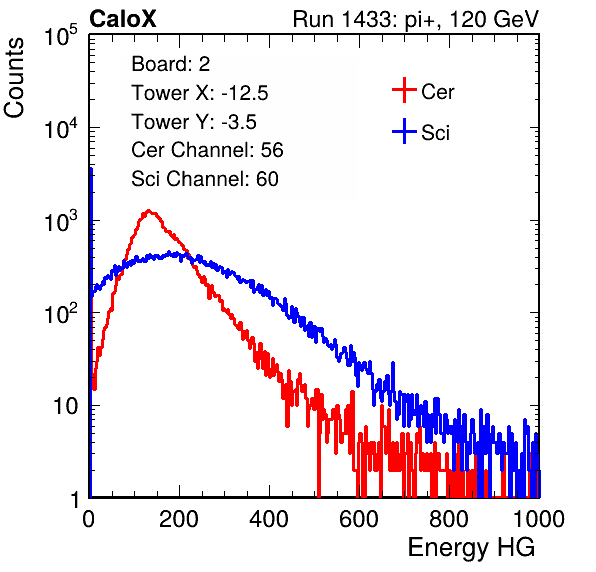 CaloX Run 1433: pi+, 120 GeV
Counts
Board: 2
Tower X: -12.5
Tower Y: -3.5
Cer Channel: 56
Sci Channel: 60
Cer
Sci
10^5
10^4
10^3
10^2
10
1
0 200 400 600 800 1000
Energy HG